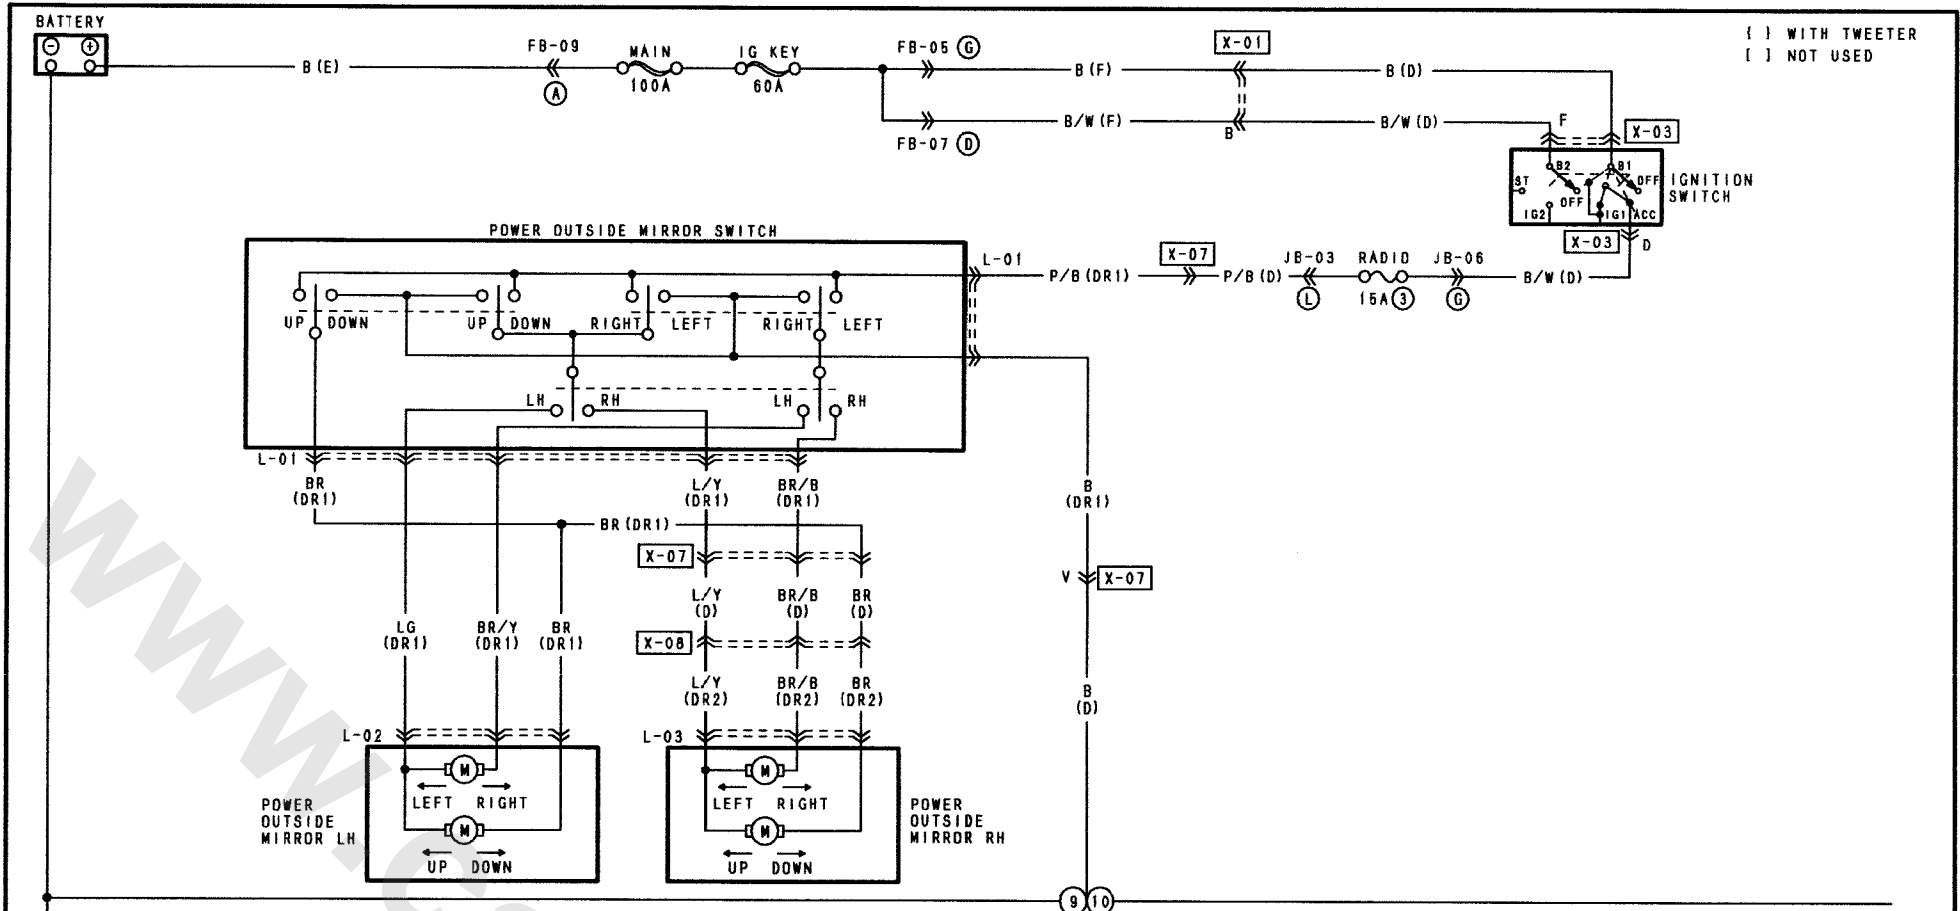 BATTERY
- +
B (E)
FB-09
A
MAIN
100A
IG KEY
60A
FB-05 G
B (F)
X-01
B (D)
{ } WITH TWEETER
[ ] NOT USED
FB-07 D
B/W (F)
B
B/W (D)
F
X-03
B2 B1
ST OFF OFF
IG2 IG1 ACC
IGNITION
SWITCH
X-03 D
POWER OUTSIDE MIRROR SWITCH
L-01
P/B (DR1)
X-07
P/B (D)
JB-03
L
RADIO
15A 3
JB-06
G
B/W (D)
UP DOWN UP DOWN RIGHT LEFT RIGHT LEFT
LH RH LH RH
L-01
BR
(DR1)
L/Y
(DR1)
BR/B
(DR1)
B
(DR1)
BR (DR1)
X-07
V X-07
L/Y
(D)
BR/B
(D)
BR
(D)
LG
(DR1)
BR/Y
(DR1)
BR
(DR1)
X-08
L/Y
(DR2)
BR/B
(DR2)
BR
(DR2)
B
(D)
L-02
L-03
M
LEFT RIGHT
M
UP DOWN
POWER
OUTSIDE
MIRROR LH
M
LEFT RIGHT
M
UP DOWN
POWER
OUTSIDE
MIRROR RH
9 10
www.c